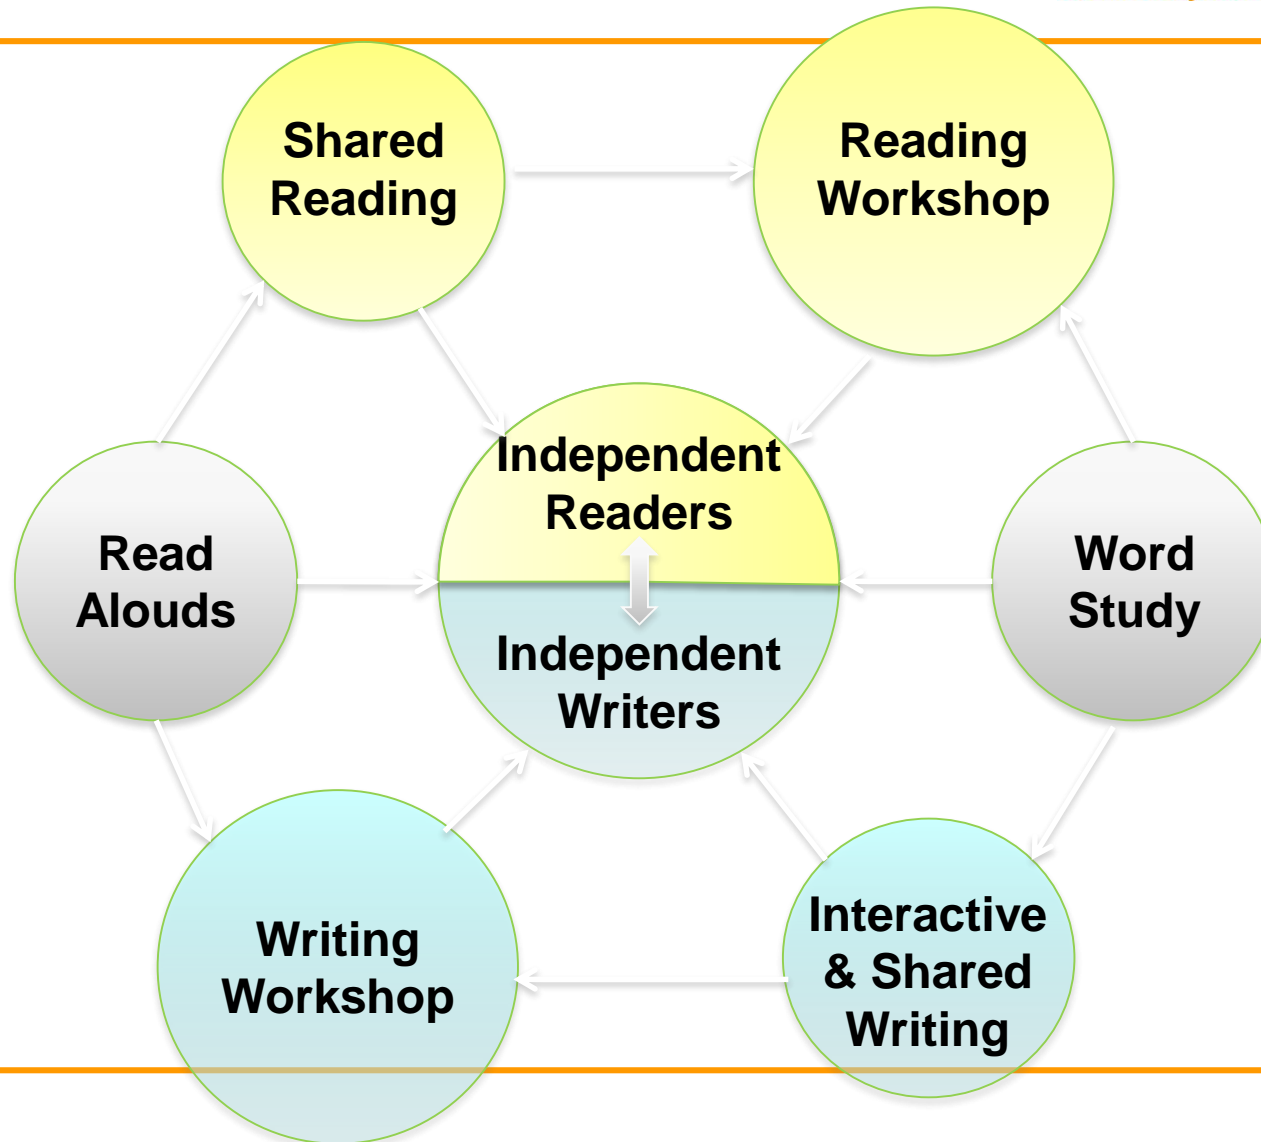 Shared
Reading
Reading
Workshop
Independent
Readers
Read
Alouds
Word
Study
Independent
Writers
Writing
Workshop
Interactive
& Shared
Writing